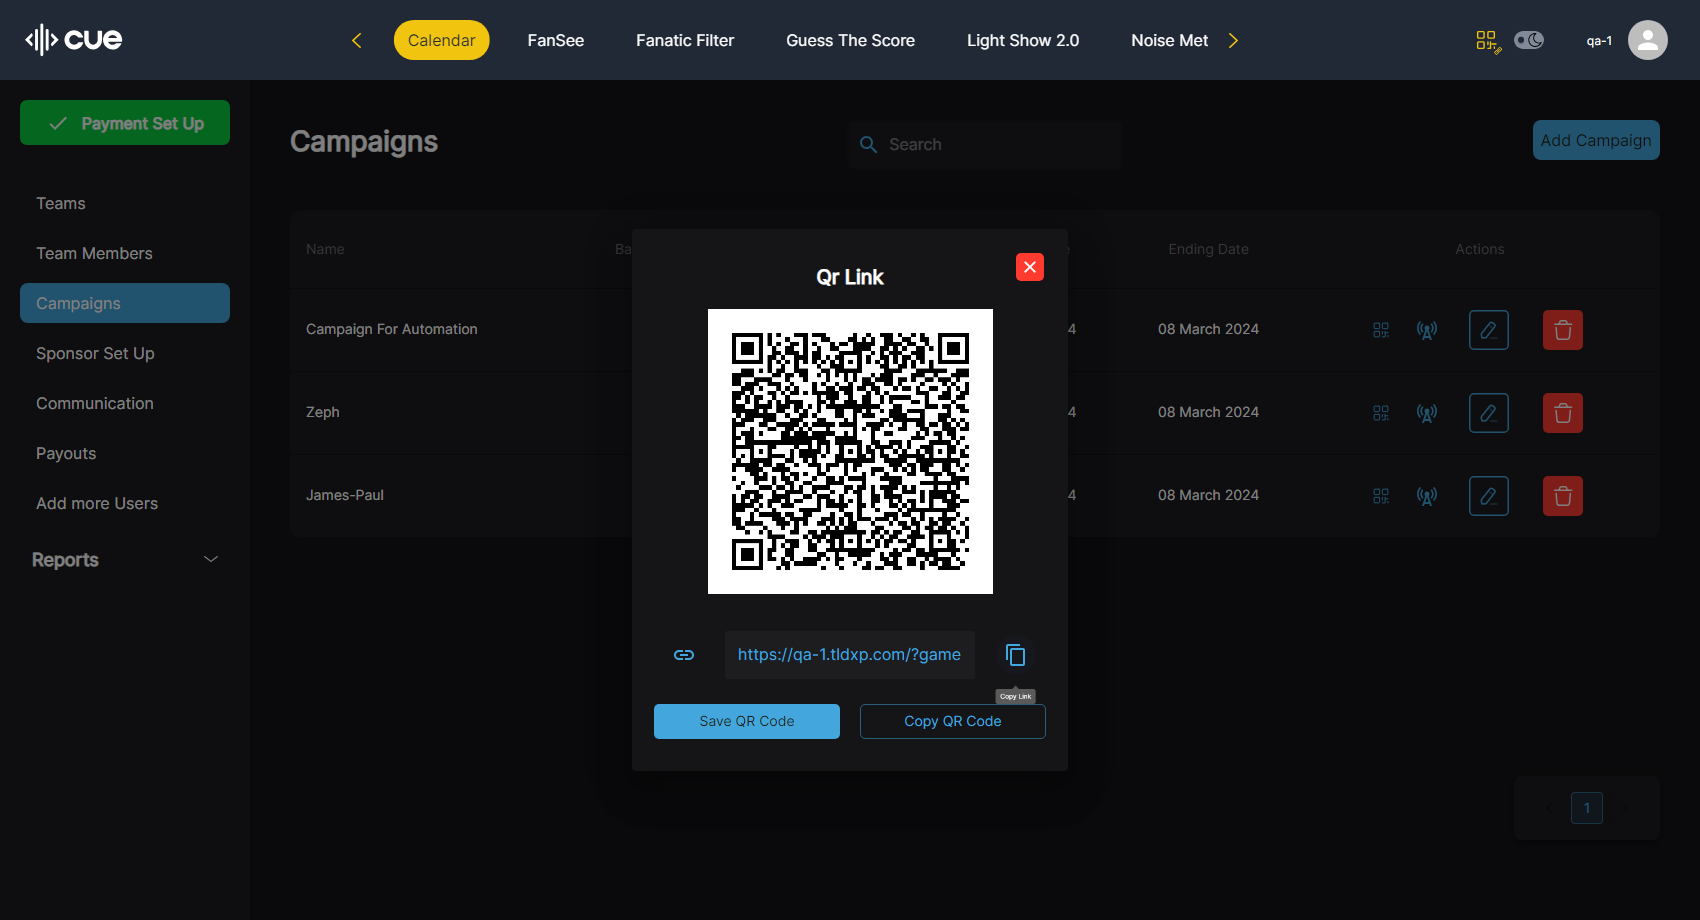 cue
Calendar
FanSee
Fanatic Filter
Guess The Score
Light Show 2.0
Noise Met
qa-1
Payment Set Up
Teams
Team Members
Campaigns
Sponsor Set Up
Communication
Payouts
Add more Users
Reports
Campaigns
Search
Add Campaign
Name
Ba
Ending Date
Actions
Campaign For Automation
4
08 March 2024
Zeph
4
08 March 2024
James-Paul
4
08 March 2024
Qr Link
https://qa-1.tldxp.com/?game
Copy Link
Save QR Code
Copy QR Code
1